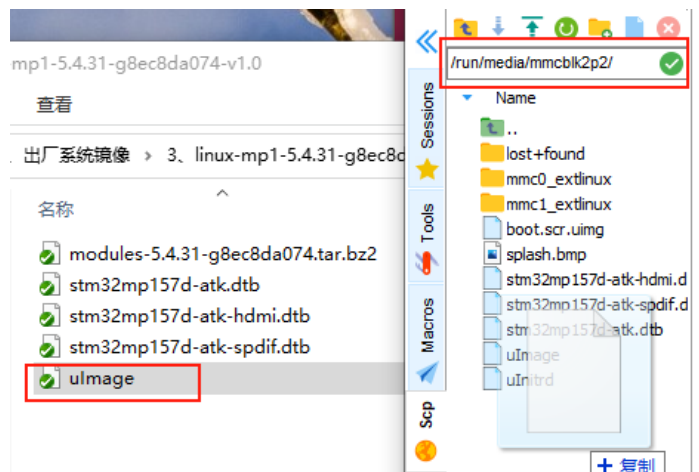 mp1-5.4.31-g8ec8da074-v1.0
查看
出厂系统镜像 › 3、linux-mp1-5.4.31-g8ec8d
名称
modules-5.4.31-g8ec8da074.tar.bz2
stm32mp157d-atk.dtb
stm32mp157d-atk-hdmi.dtb
stm32mp157d-atk-spdif.dtb
uImage
/run/media/mmcblk2p2/
Sessions
Tools
Macros
Scp
Name
..
lost+found
mmc0_extlinux
mmc1_extlinux
boot.scr.uimg
splash.bmp
stm32mp157d-atk-hdmi.d
stm32mp157d-atk-spdif.d
stm32mp157d-atk.dtb
uImage
uInitrd
+ 复制